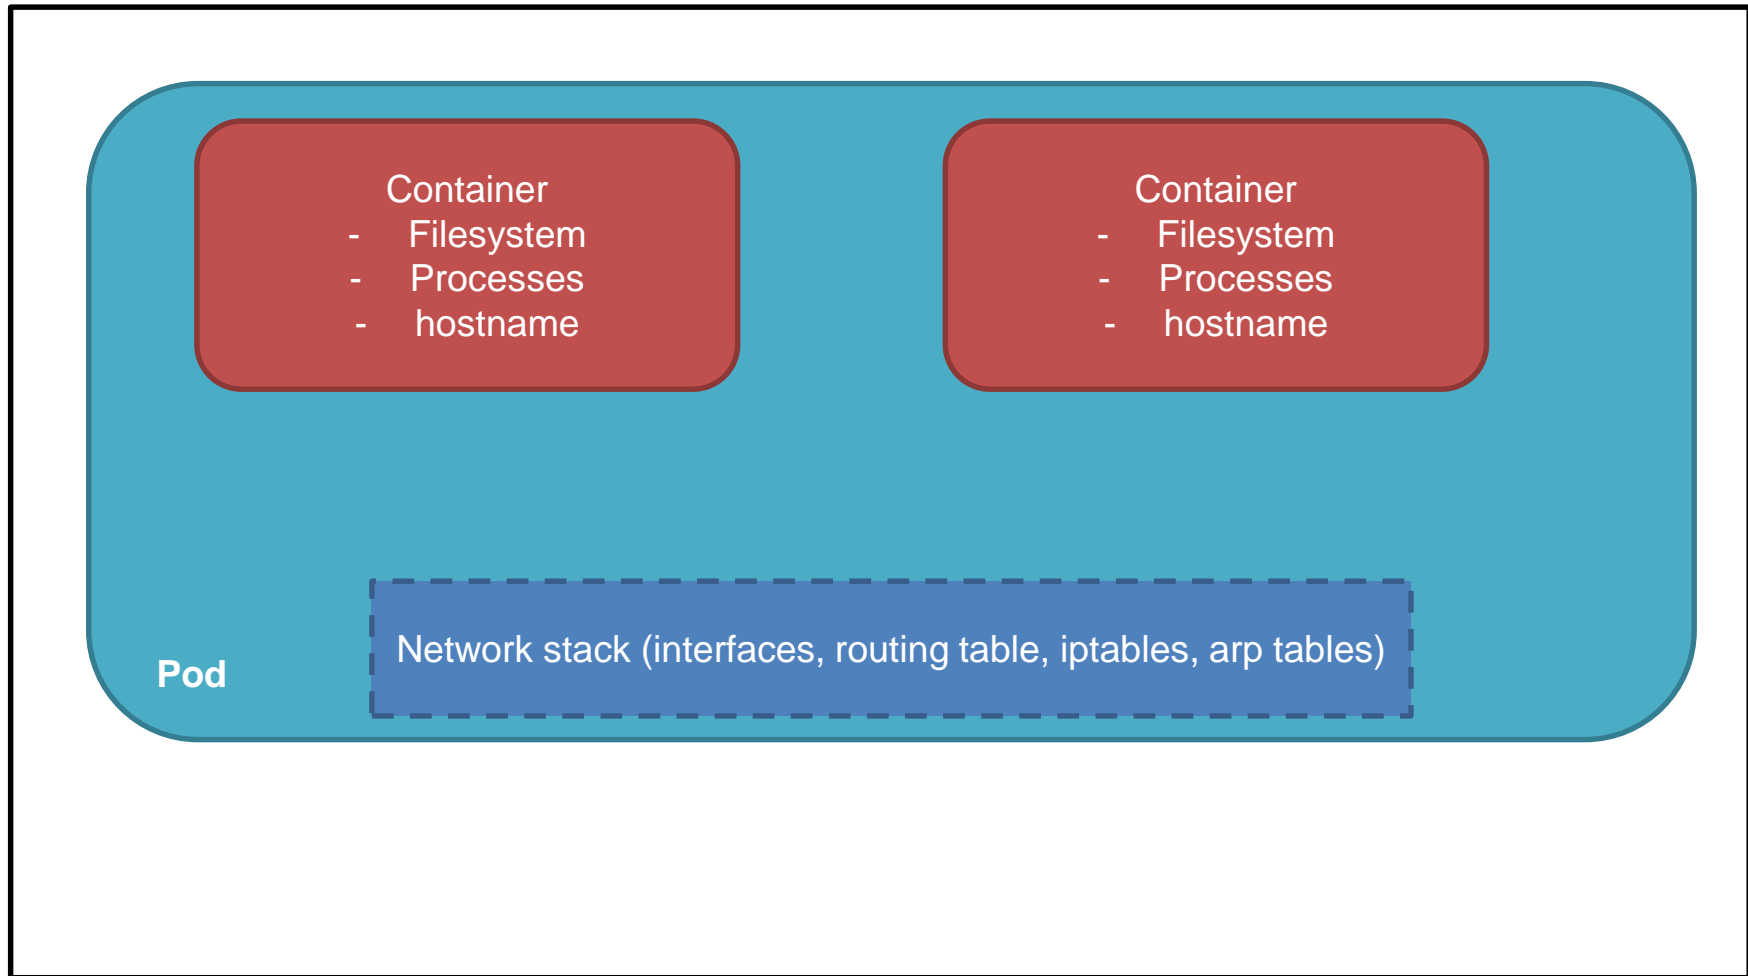 Container
- Filesystem
- Processes
- hostname
Container
- Filesystem
- Processes
- hostname
Network stack (interfaces, routing table, iptables, arp tables)
Pod